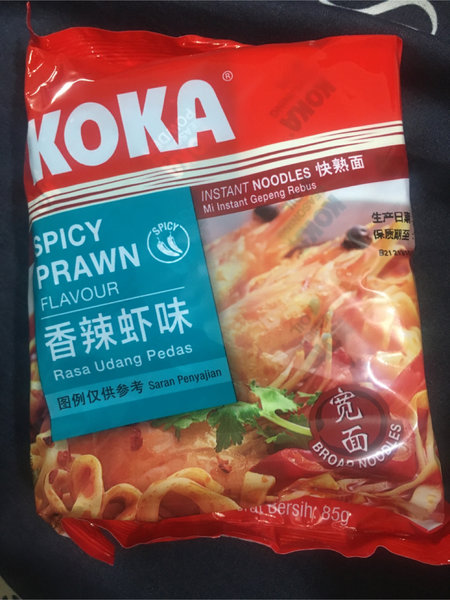 KOKA®
INSTANT NOODLES 快熟面
Mi Instant Gepeng Rebus
SPICY
PRAWN
FLAVOUR
SPICY
香辣虾味
Rasa Udang Pedas
图例仅供参考 Saran Penyajian
生产日期
保质期至:
宽
面
BROAD NOODLES
Bersih: 85g